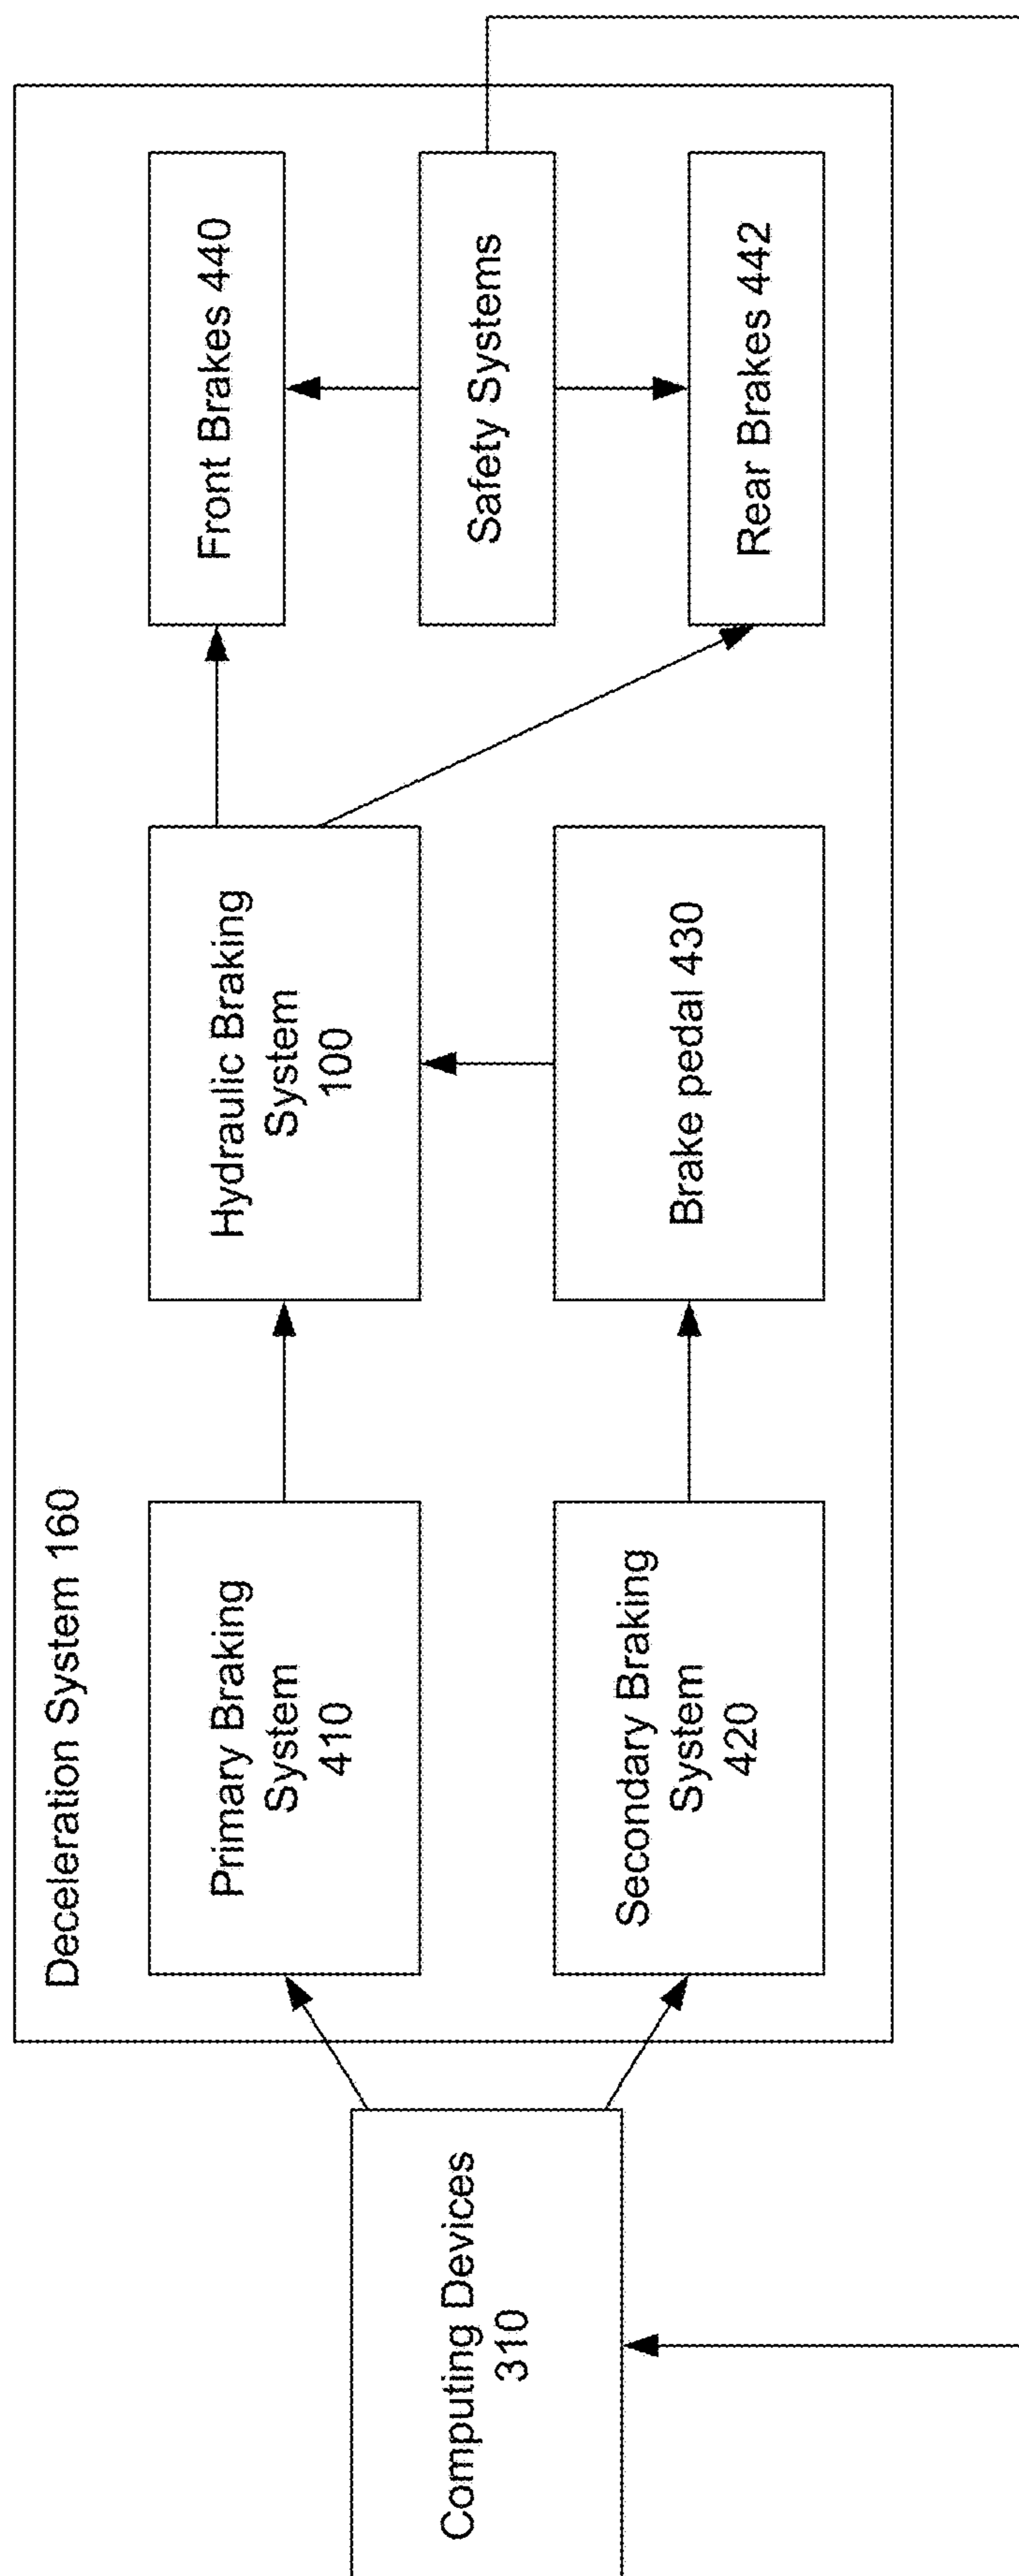 Deceleration System 160
Computing Devices
310
Primary Braking
System
410
Hydraulic Braking
System
100
Front Brakes 440
Safety Systems
Secondary Braking
System
420
Brake pedal 430
Rear Brakes 442